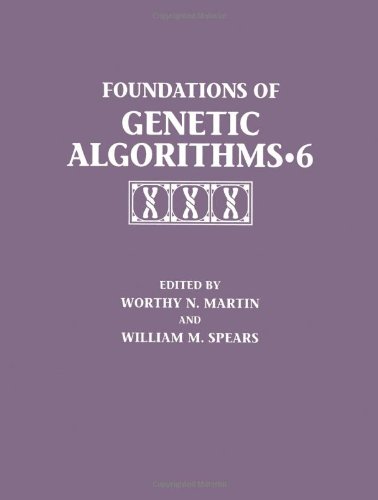 FOUNDATIONS OF
GENETIC
ALGORITHMS•6
EDITED BY
WORTHY N. MARTIN
AND
WILLIAM M. SPEARS